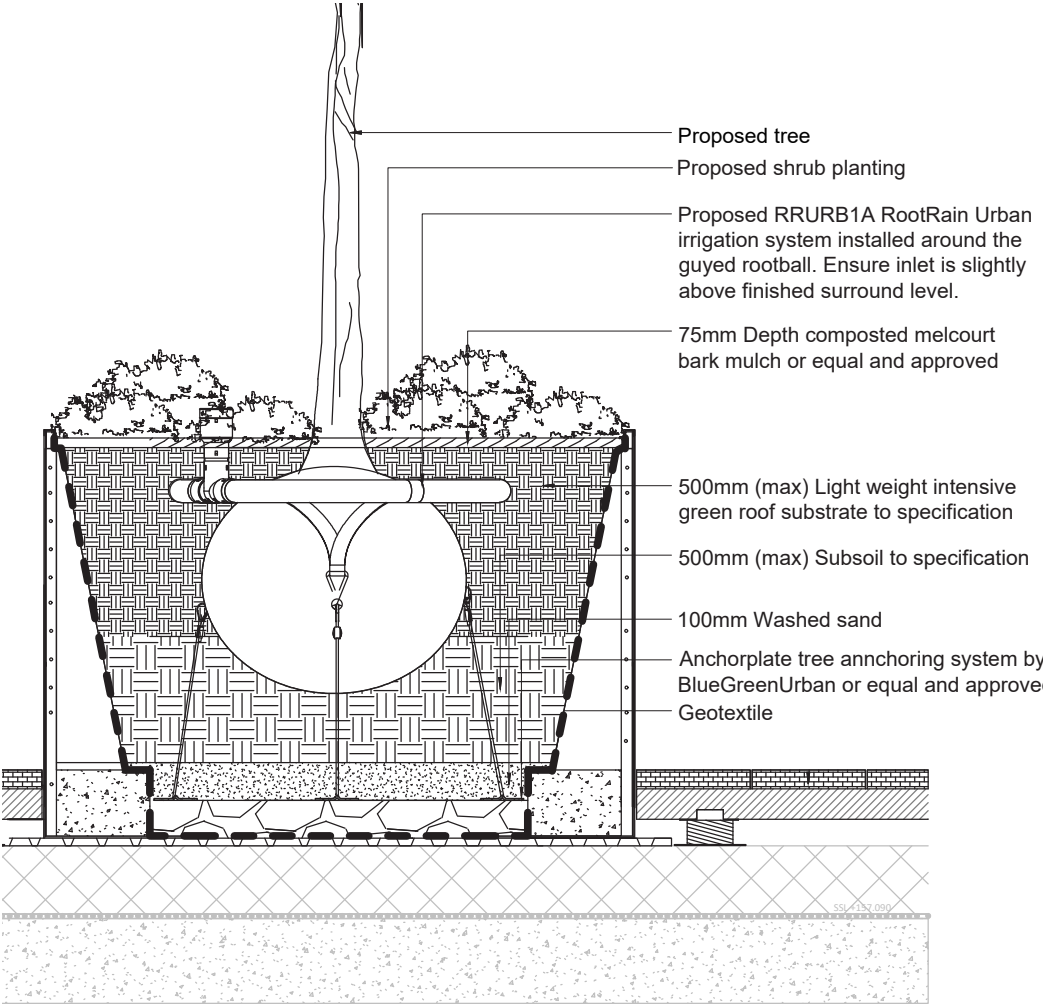 Proposed tree
Proposed shrub planting
Proposed RRURB1A RootRain Urban
irrigation system installed around the
guyed rootball. Ensure inlet is slightly
above finished surround level.
75mm Depth composted melcourt
bark mulch or equal and approved
500mm (max) Light weight intensive
green roof substrate to specification
500mm (max) Subsoil to specification
100mm Washed sand
Anchorplate tree annchoring system by
BlueGreenUrban or equal and approved
Geotextile
SSL +157.090